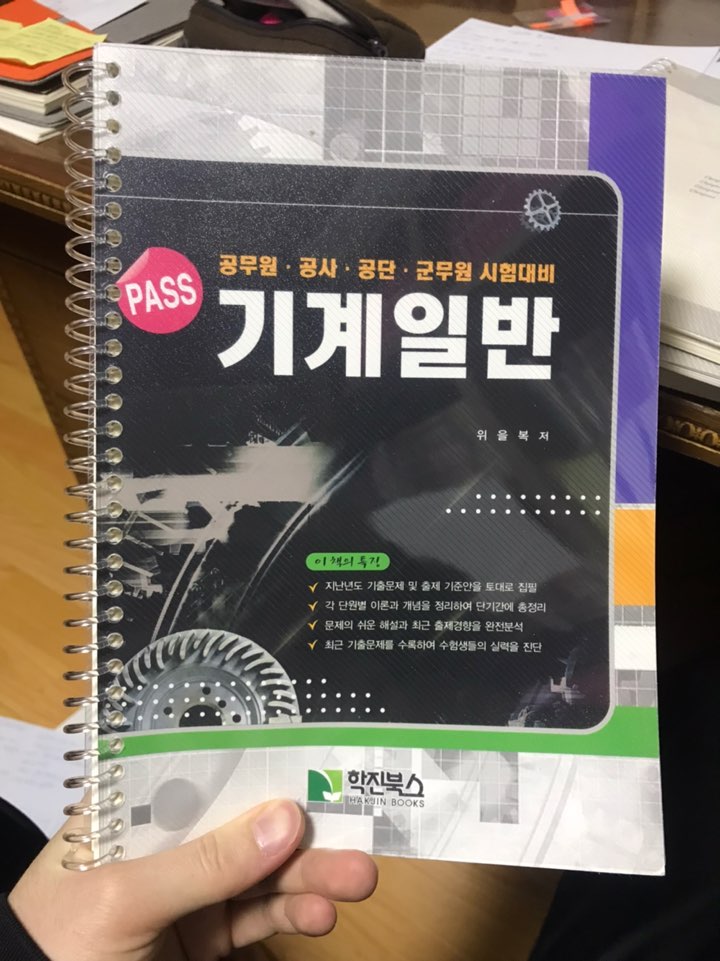 공무원 · 공사 · 공단 · 군무원 시험대비
PASS
기계일반
위 을 복 저
이 책의 특징
지난년도 기출문제 및 출제 기준안을 토대로 집필
각 단원별 이론과 개념을 정리하여 단기간에 총정리
문제의 쉬운 해설과 최근 출제경향을 완전분석
최근 기출문제를 수록하여 수험생들의 실력을 진단
학진북스
HAKJIN BOOKS